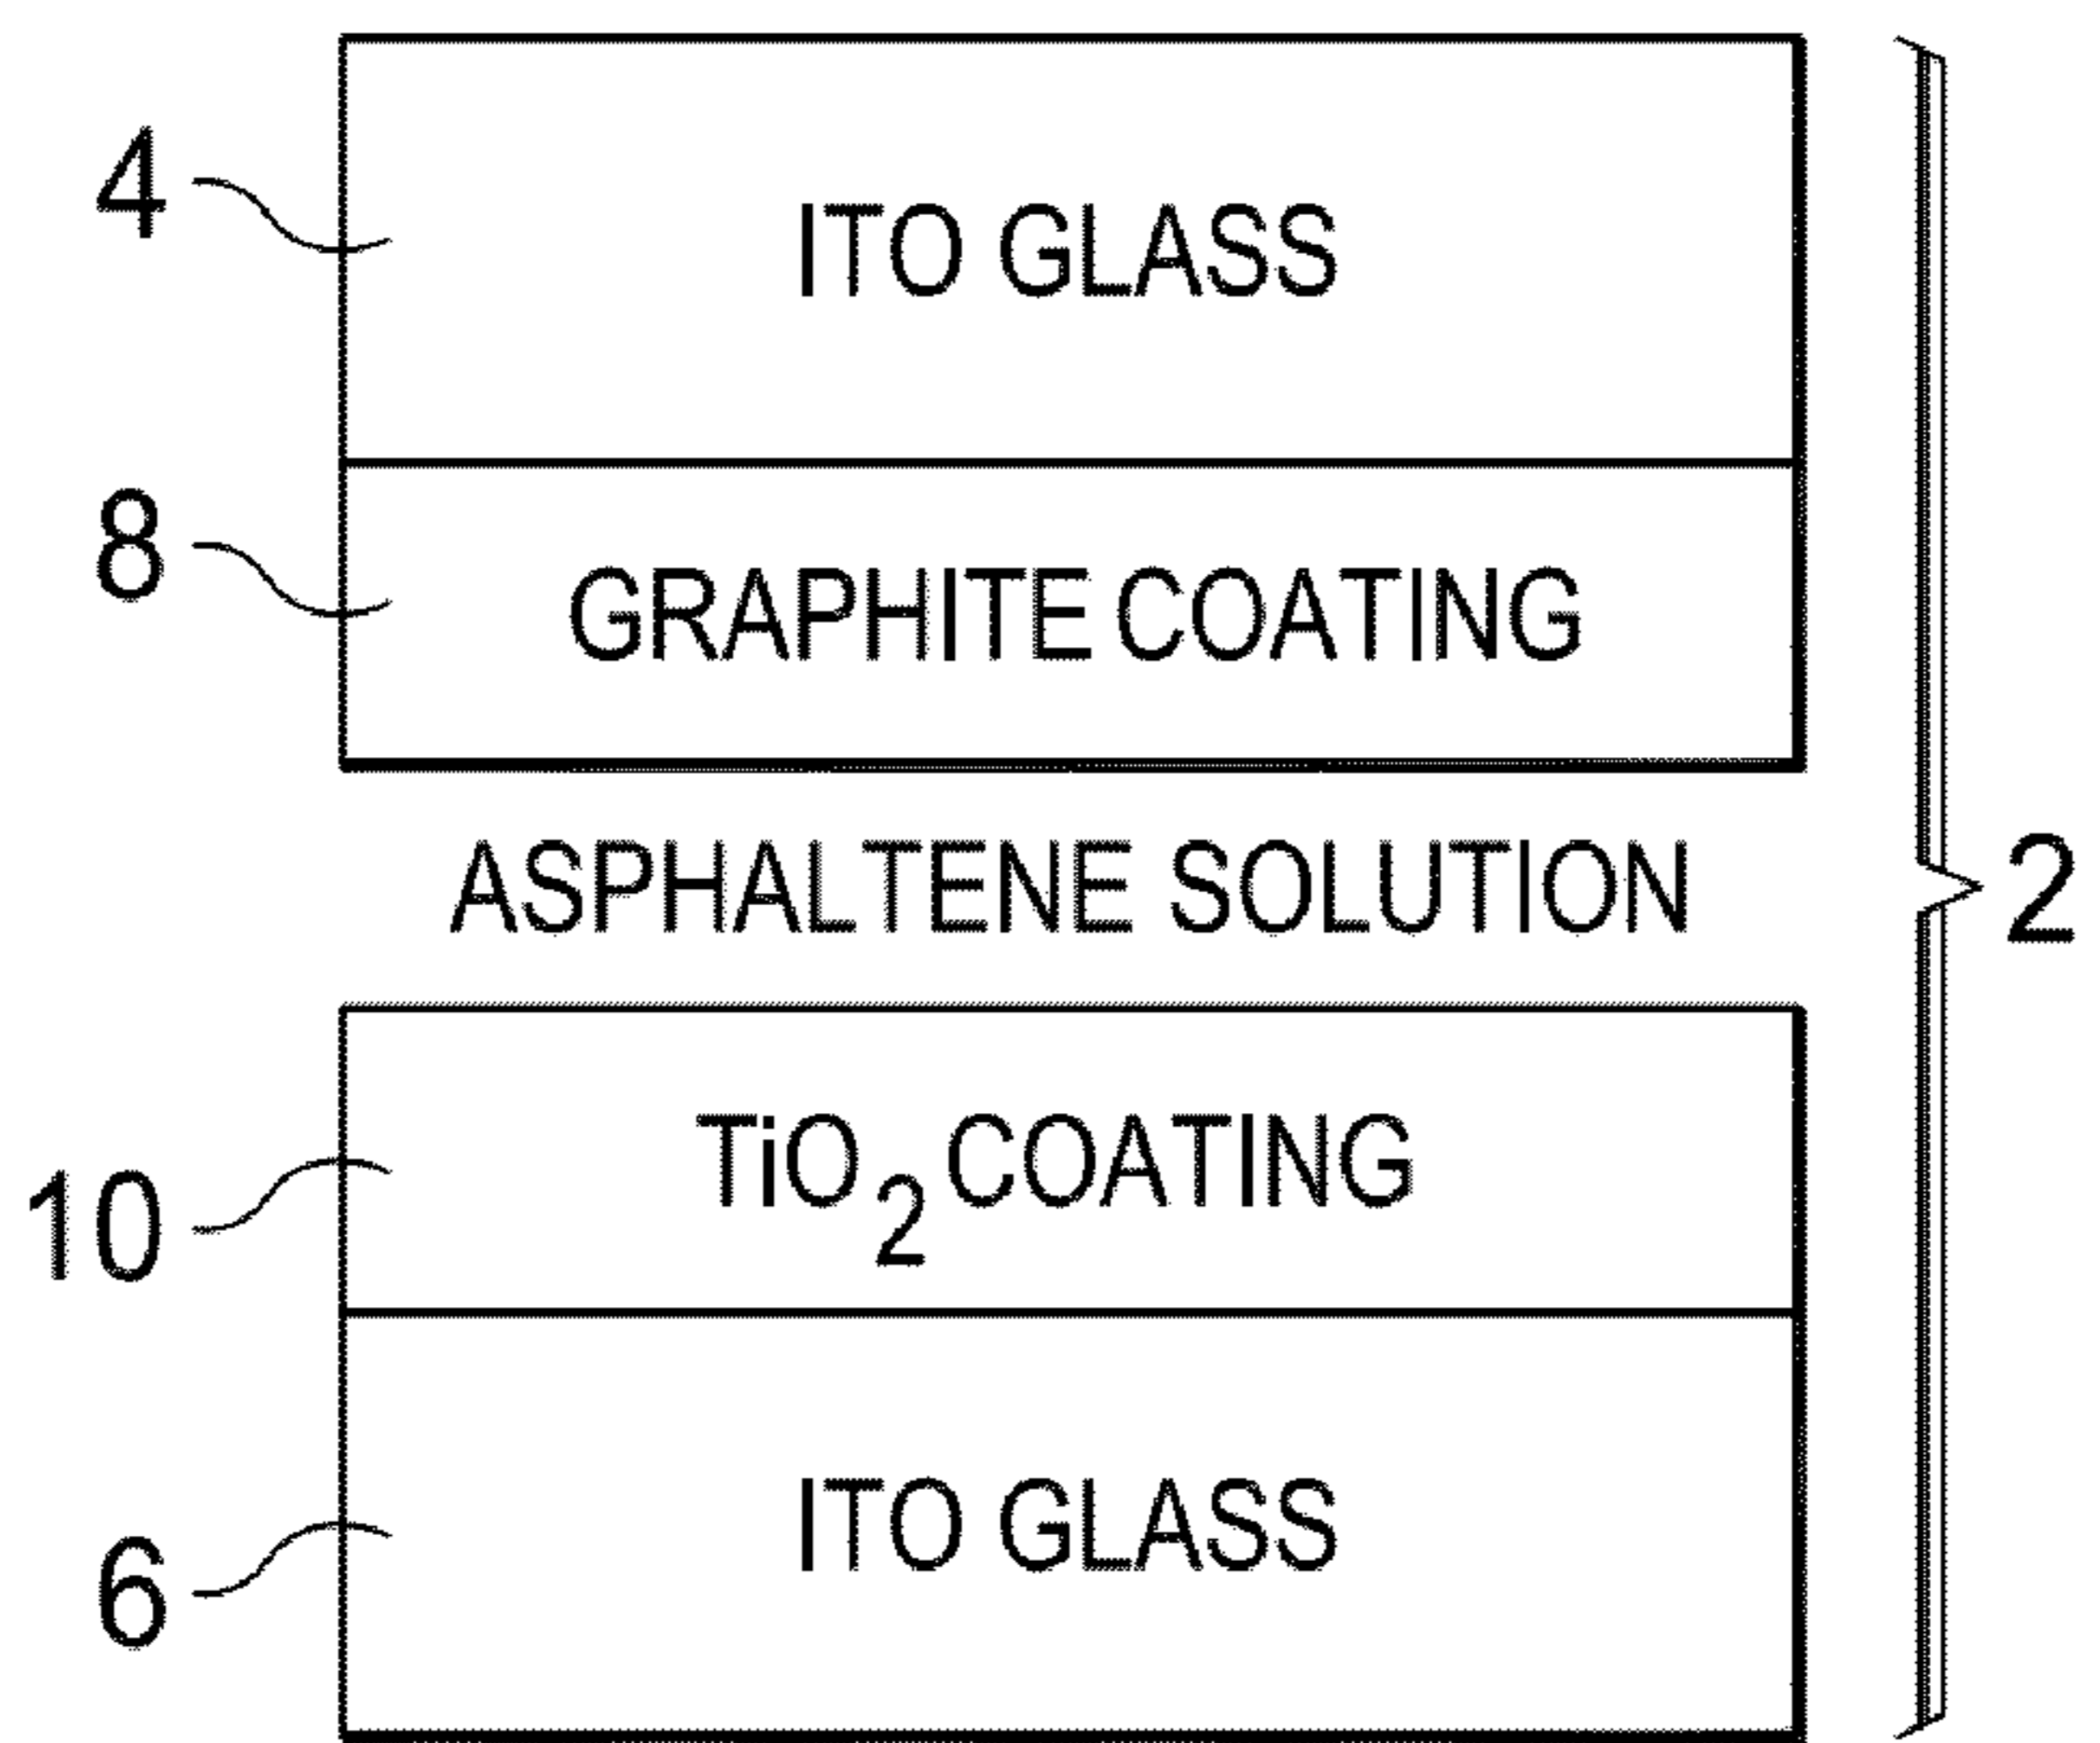 4
ITO GLASS
8
GRAPHITE COATING
ASPHALTENE SOLUTION
2
10
TiO2 COATING
6
ITO GLASS